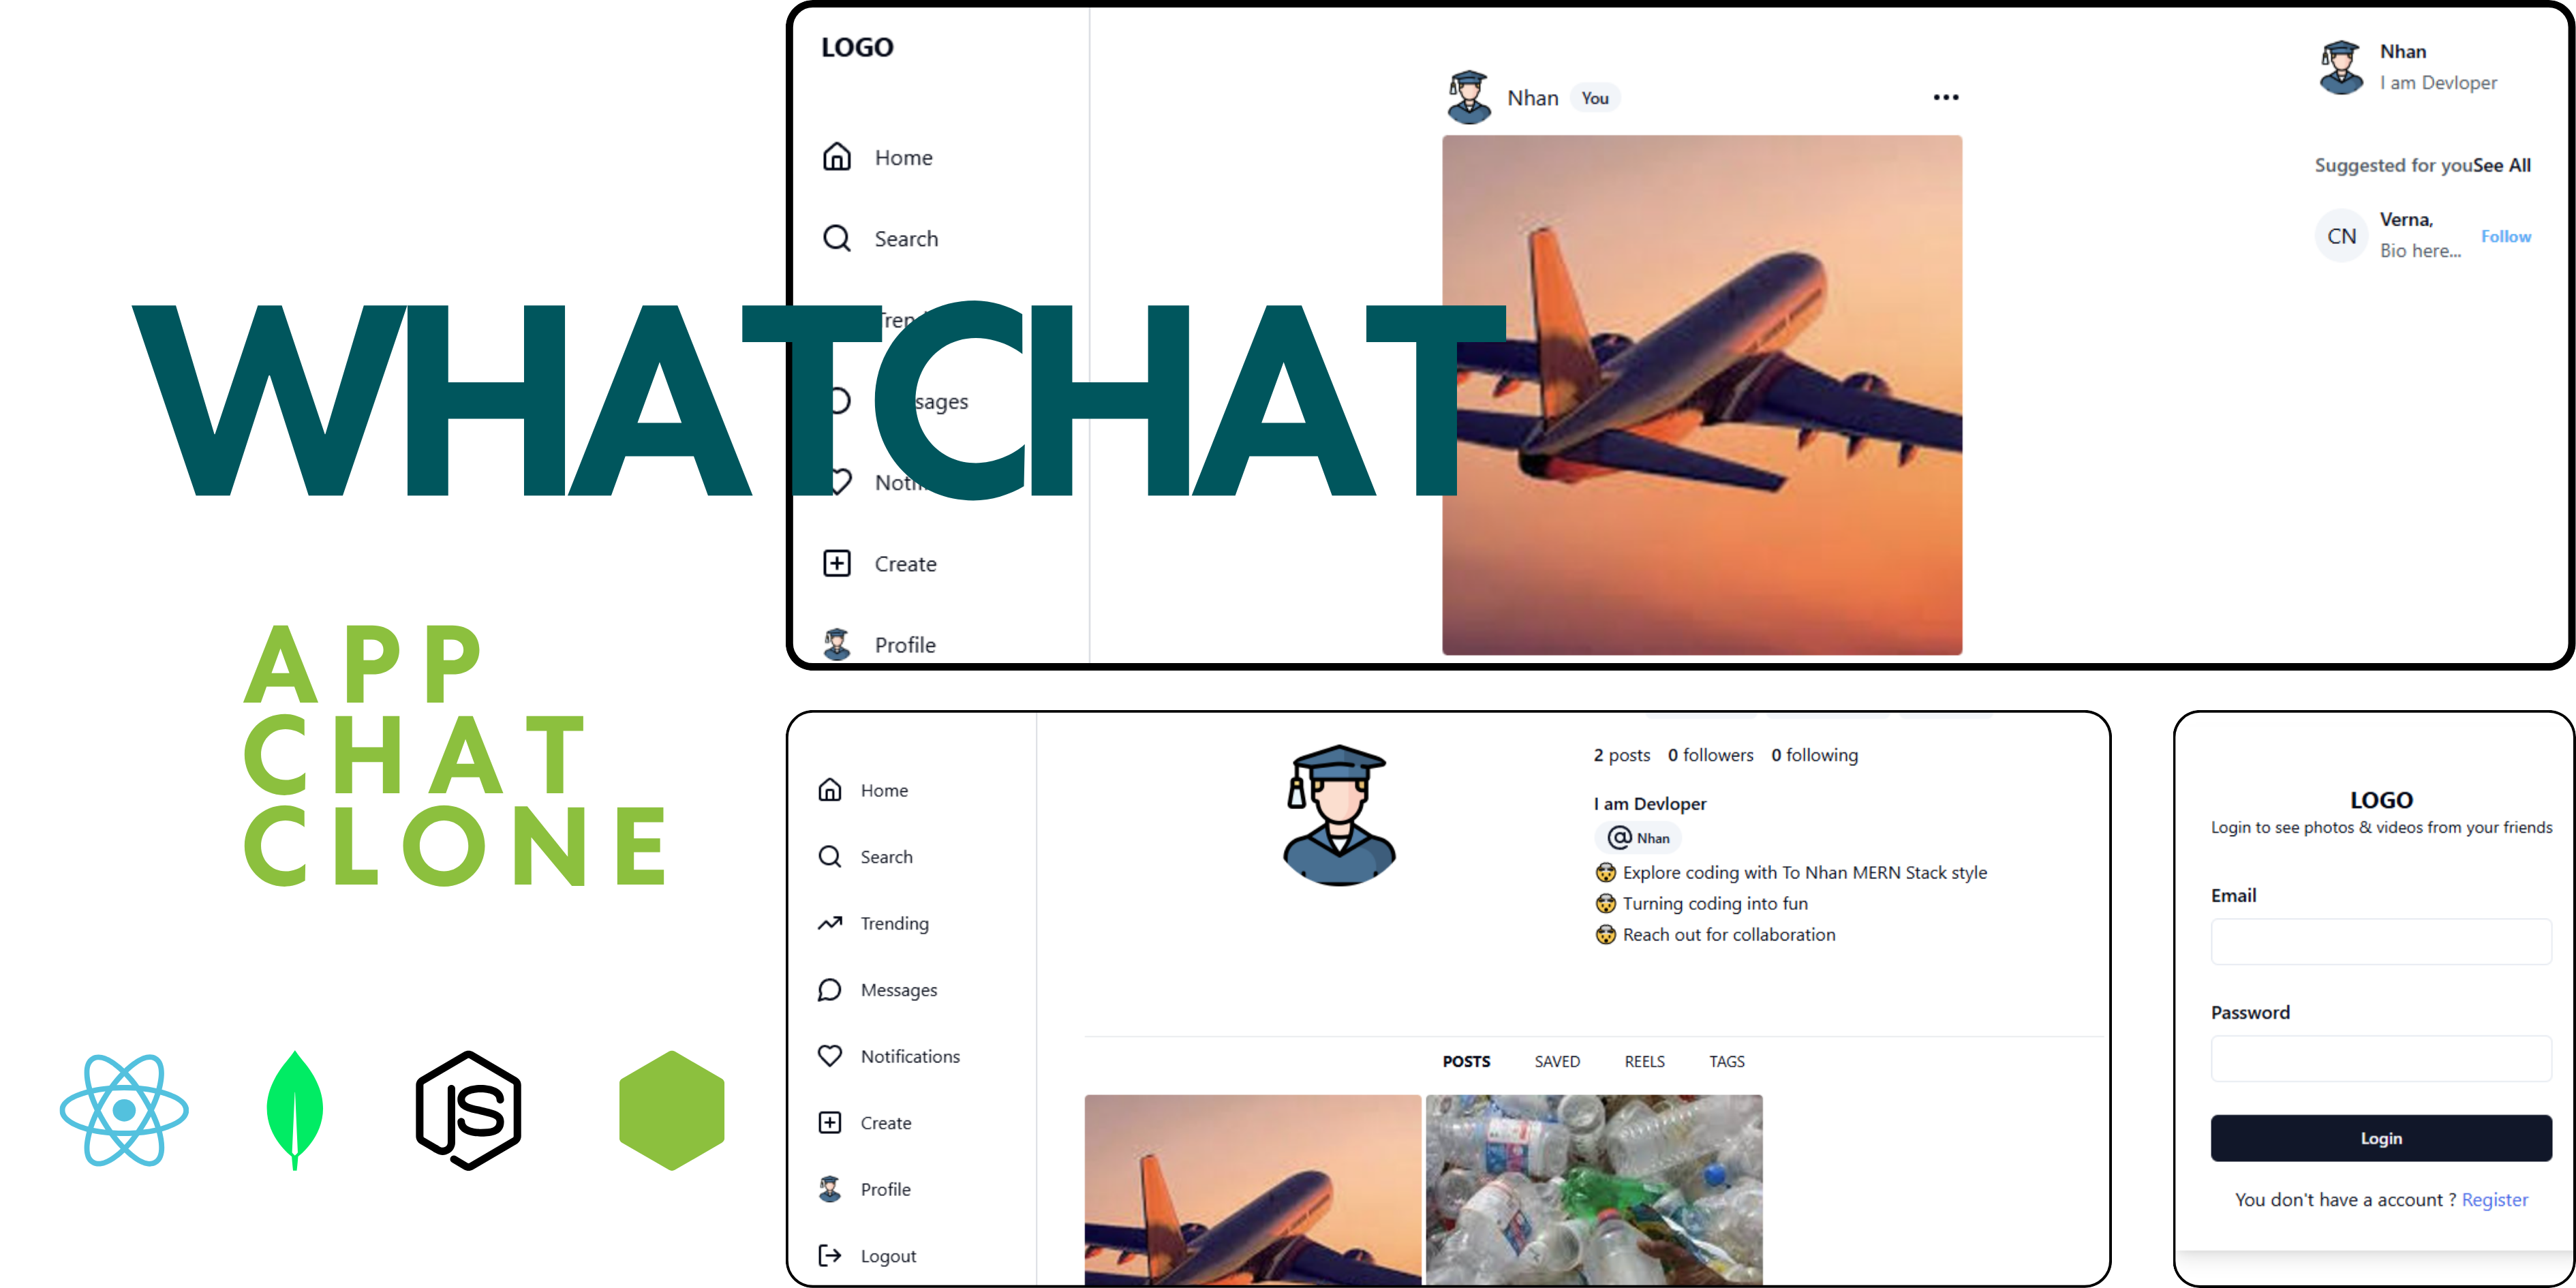 WHATCHAT
APP
CHAT
CLONE
JS
LOGO
Home
Search
Create
Profile
Nhan You
Nhan
I am Devloper
Suggested for youSee All
CN
Verna,
Bio here...
Follow
Home
Search
Trending
Messages
Notifications
Create
Profile
Logout
2 posts 0 followers 0 following
I am Devloper
@ Nhan
🤯 Explore coding with To Nhan MERN Stack style
🤯 Turning coding into fun
🤯 Reach out for collaboration
POSTS SAVED REELS TAGS
LOGO
Login to see photos & videos from your friends
Email
Password
Login
You don't have a account ? Register